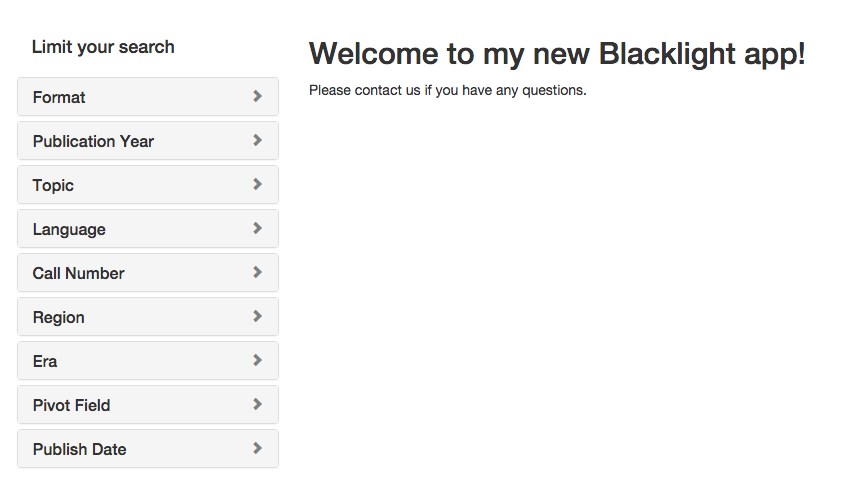 Limit your search
Format
Publication Year
Topic
Language
Call Number
Region
Era
Pivot Field
Publish Date
Welcome to my new Blacklight app!
Please contact us if you have any questions.